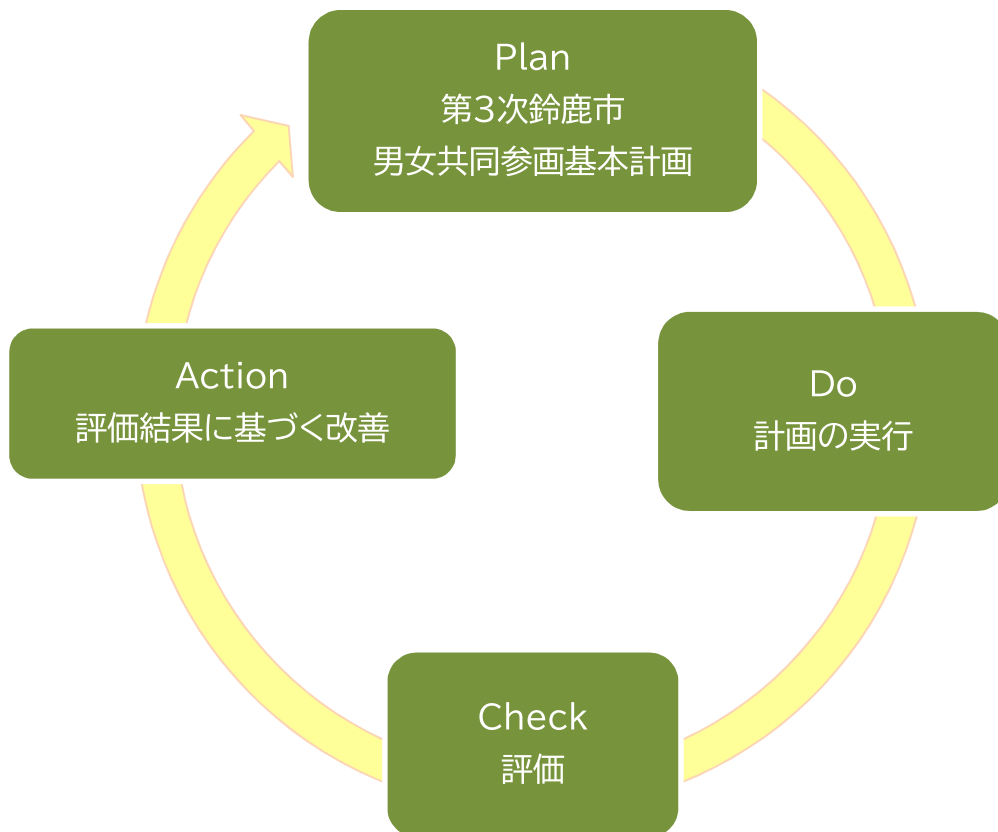 Plan
第3次鈴鹿市
男女共同参画基本計画
Do
計画の実行
Check
評価
Action
評価結果に基づく改善